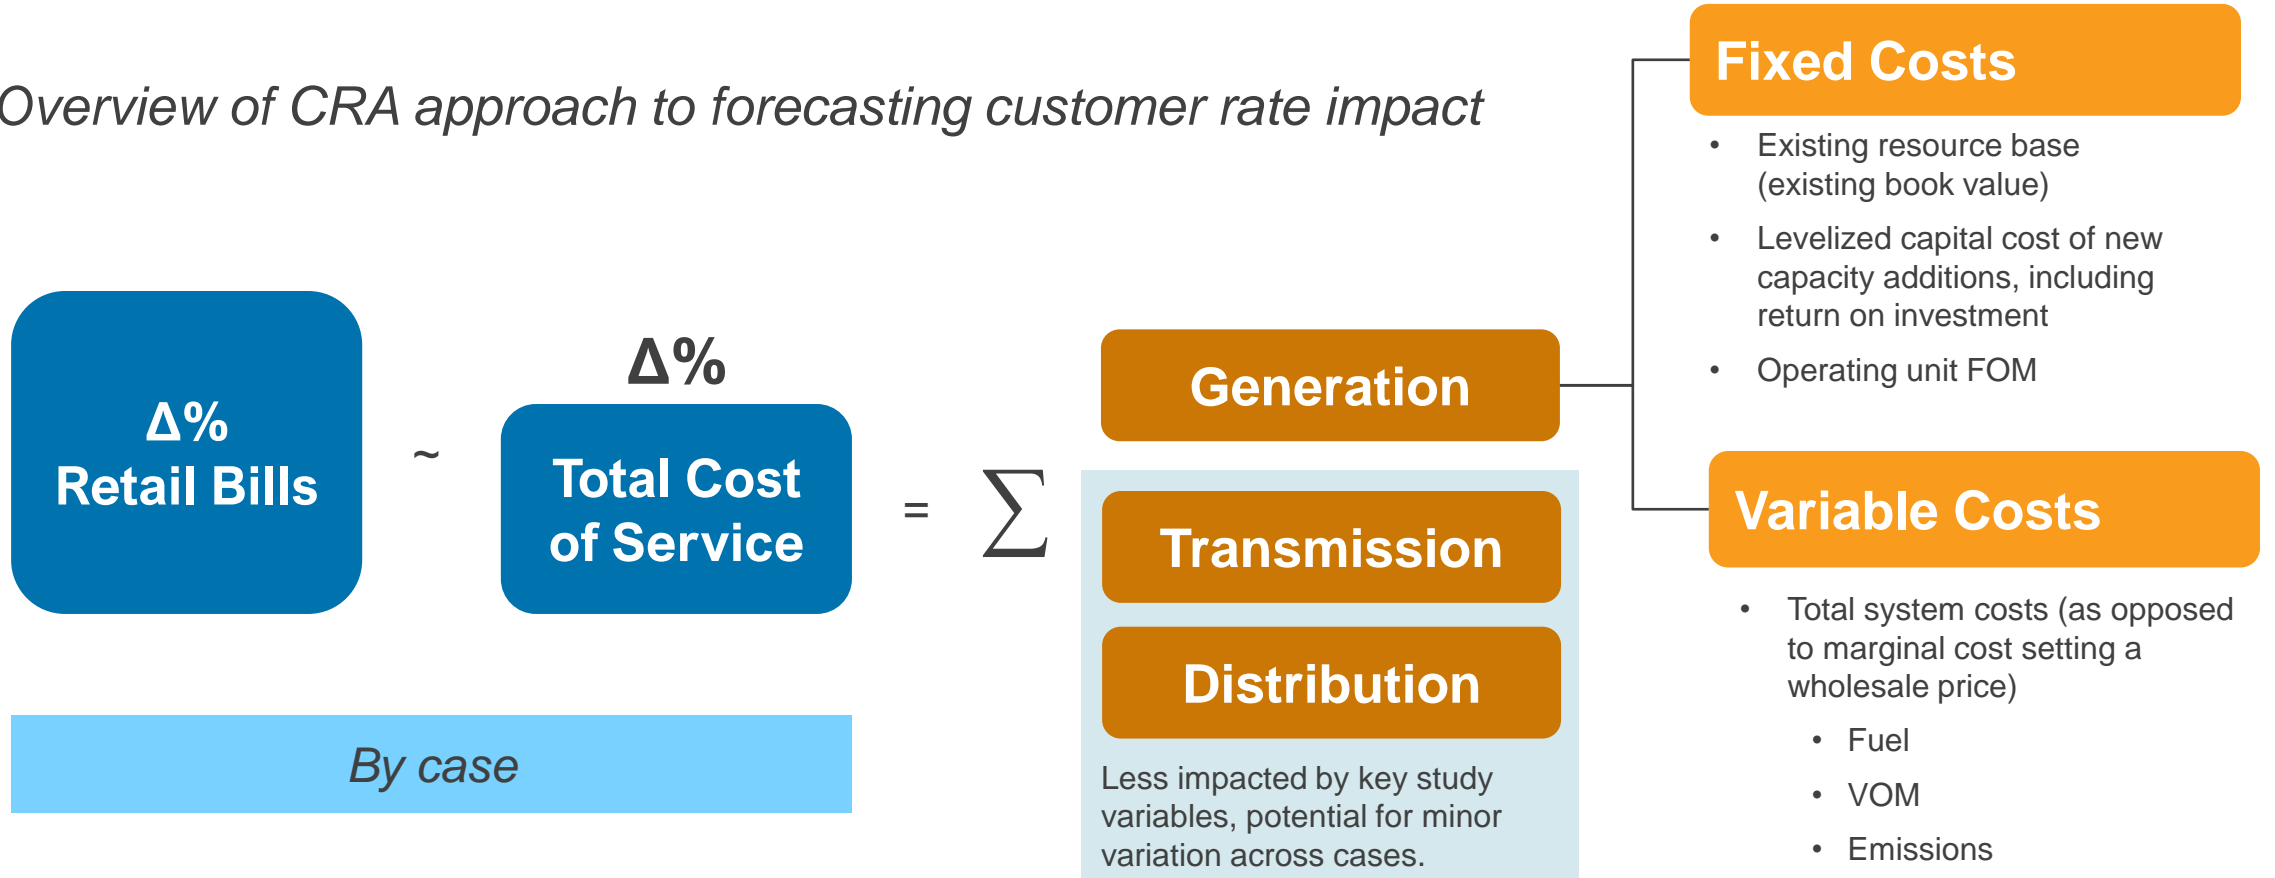 Overview of CRA approach to forecasting customer rate impact
Δ%
Retail Bills
~
Δ%
Total Cost
of Service
=
∑
Generation
Transmission
Distribution
Less impacted by key study
variables, potential for minor
variation across cases.
By case
Fixed Costs
• Existing resource base
(existing book value)
• Levelized capital cost of new
capacity additions, including
return on investment
• Operating unit FOM
Variable Costs
• Total system costs (as opposed
to marginal cost setting a
wholesale price)
• Fuel
• VOM
• Emissions